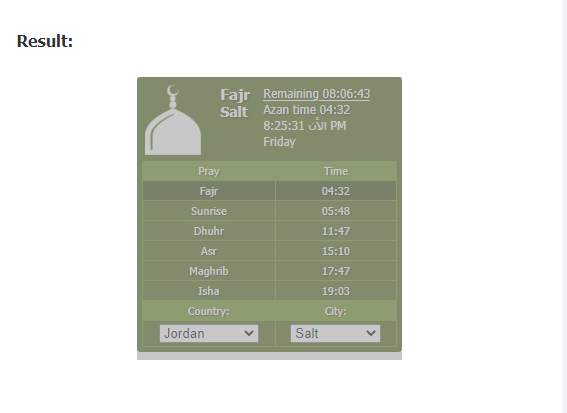 Result:
Fajr
Salt
Remaining 08:06:43
Azan time 04:32
8:25:31 الأن PM
Friday
Pray Time
Fajr 04:32
Sunrise 05:48
Dhuhr 11:47
Asr 15:10
Maghrib 17:47
Isha 19:03
Country: City:
Jordan Salt